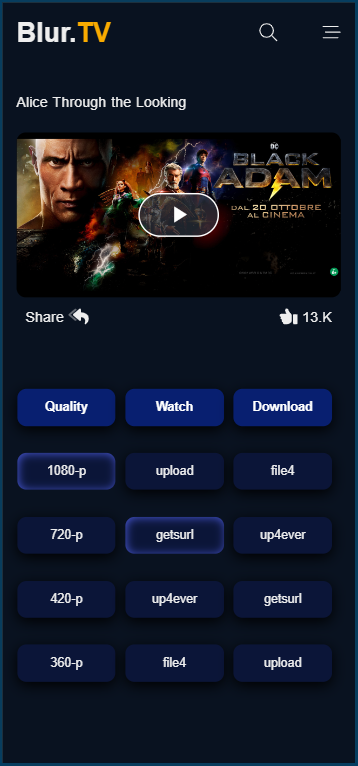 Blur.TV
Alice Through the Looking
DC
BLACK
ADAM
DAL 20 OTTOBRE
AL CINEMA
Share
13.K
Quality Watch Download
1080-p upload file4
720-p getsurl up4ever
420-p up4ever getsurl
360-p file4 upload